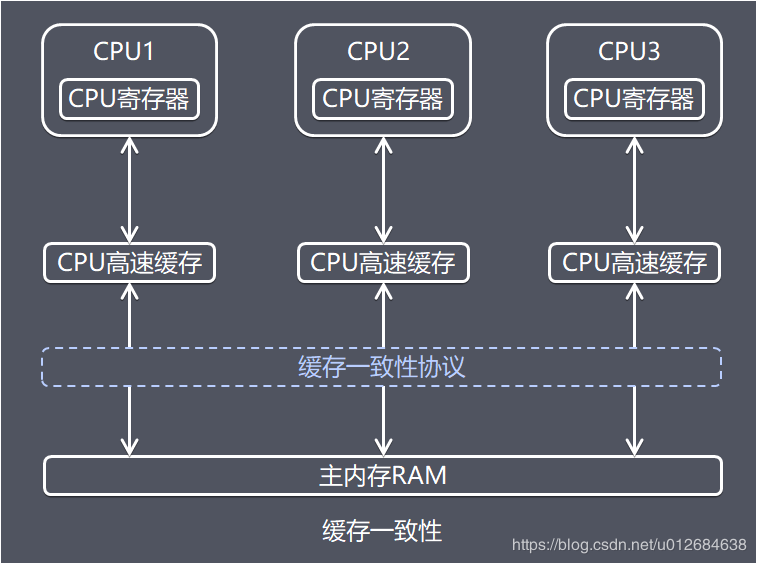 CPU1 CPU2 CPU3
CPU寄存器 CPU寄存器 CPU寄存器
CPU高速缓存 CPU高速缓存 CPU高速缓存
缓存一致性协议
主内存RAM
缓存一致性
https://blog.csdn.net/u012684638